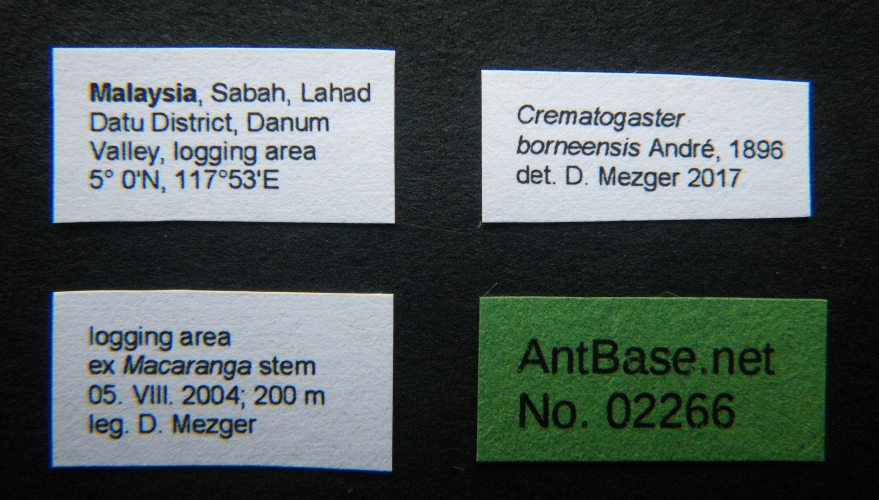 Malaysia, Sabah, Lahad
Datu District, Danum
Valley, logging area
5° 0'N, 117°53'E
Crematogaster
borneensis André, 1896
det. D. Mezger 2017
logging area
ex Macaranga stem
05. VIII. 2004; 200 m
leg. D. Mezger
AntBase.net
No. 02266